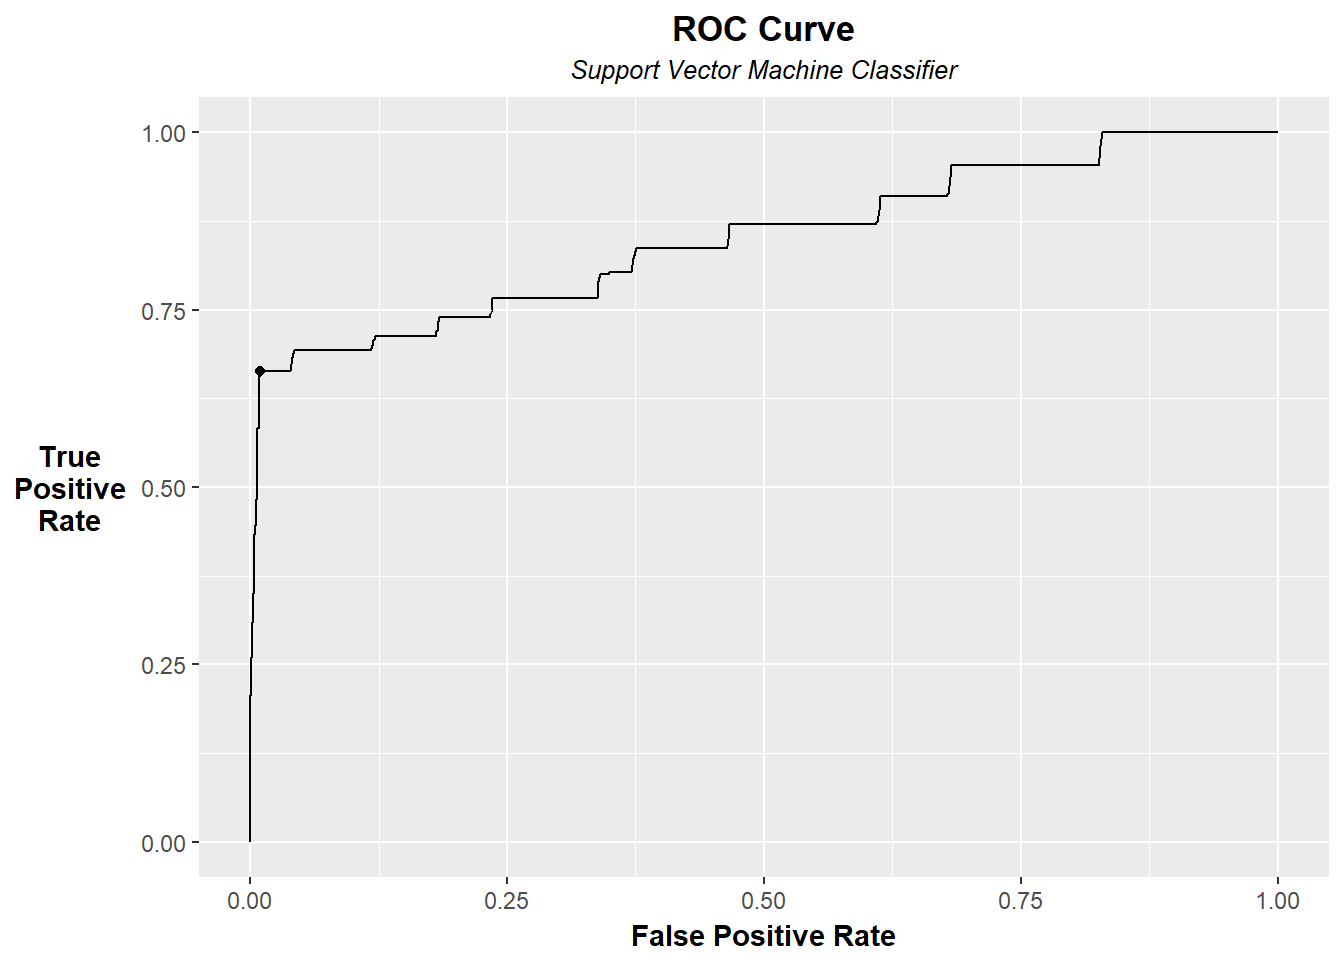 ROC Curve
Support Vector Machine Classifier
1.00
0.75
0.50
0.25
0.00
True
Positive
Rate
0.00 0.25 0.50 0.75 1.00
False Positive Rate